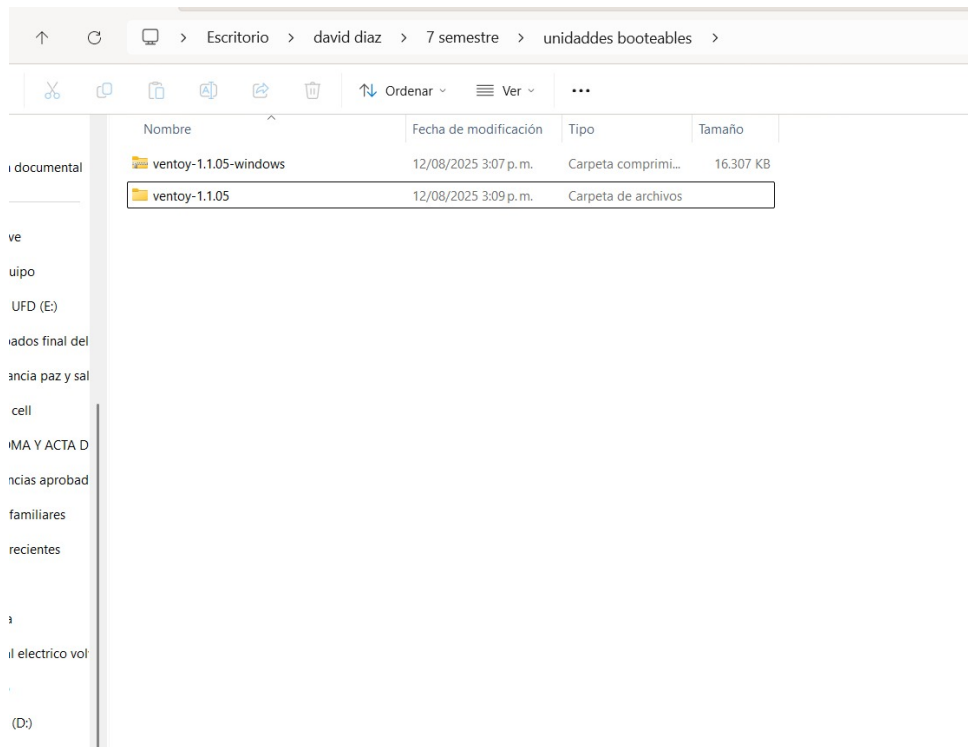 Escritorio > david diaz > 7 semestre > unidaddes booteables >
Ordenar Ver ...
Nombre Fecha de modificación Tipo Tamaño
ventoy-1.1.05-windows 12/08/2025 3:07 p. m. Carpeta comprimi... 16.307 KB
ventoy-1.1.05 12/08/2025 3:09 p. m. Carpeta de archivos
documental
ve
uipo
UFD (E:)
ados final del
ancia paz y sal
cell
OMA Y ACTA D
ncias aprobad
familiares
recientes
a
al electrico vol
(D:)